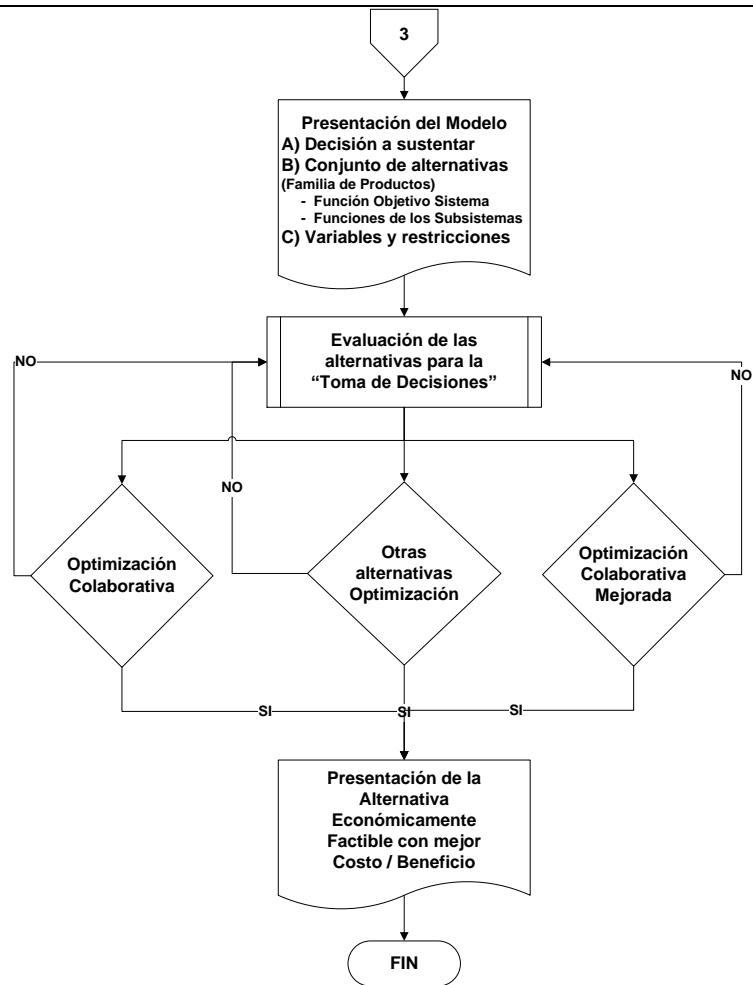 3
Presentación del Modelo
A) Decisión a sustentar
B) Conjunto de alternativas
(Familia de Productos)
- Función Objetivo Sistema
- Funciones de los Subsistemas
C) Variables y restricciones
Evaluación de las
alternativas para la
“Toma de Decisiones”
NO
NO
NO
Optimización
Colaborativa
Otras
alternativas
Optimización
Optimización
Colaborativa
Mejorada
SI
SI
SI
Presentación de la
Alternativa
Económicamente
Factible con mejor
Costo / Beneficio
FIN